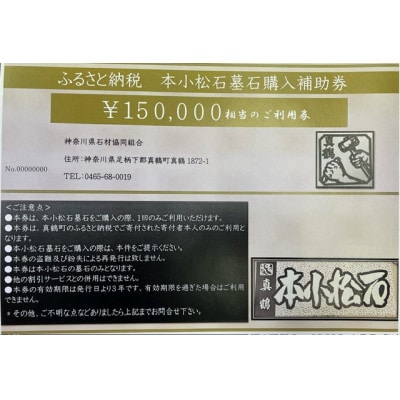 ふるさと納税　本小松石墓石購入補助券
¥150,000相当のご利用券
神奈川県石材協同組合
住所：神奈川県足柄下郡真鶴町真鶴1872-1
No.00000000
TEL：0465-68-0019
真鶴
＜ご注意点＞
●本券は、本小松石墓石をご購入の際、1回のみご利用いただけます。
●本券は、真鶴町のふるさと納税でご寄付された寄付者本人のみのご利用と
なります。
●本小松石墓石をご購入の際は、本件をご提示ください。
●本券の盗難及び紛失による再発行は致しません。
●本券は本小松石の墓石のみとなります。
●他の割引サービスとの併用はできません。
●本券の有効期限は発行日より3年です、有効期限を過ぎた場合はご利用
できません。
＊その他、ご不明な点などありましたら上記までお問合せ下さい。
真鶴
本小松石